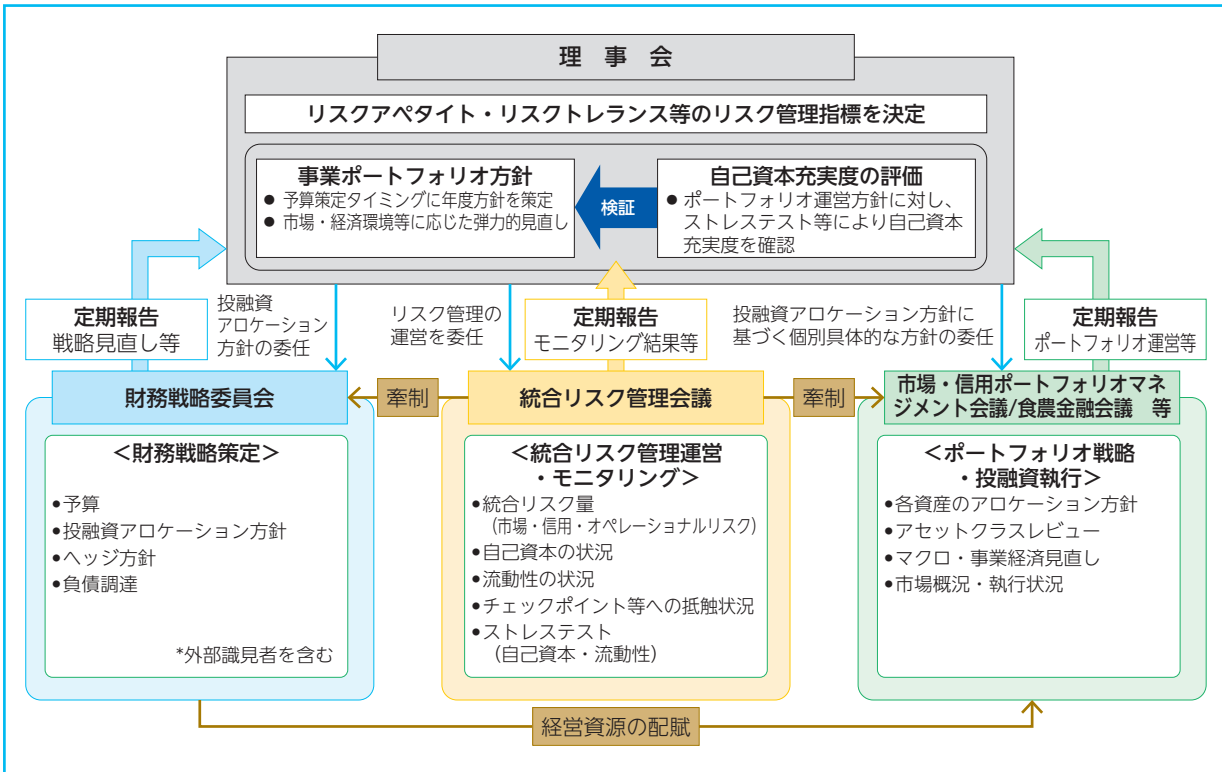 理 事 会
リスクアペタイト・リスクトレランス等のリスク管理指標を決定
事業ポートフォリオ方針
● 予算策定タイミングに年度方針を策定
● 市場・経済環境等に応じた弾力的見直し
検証
自己資本充実度の評価
● ポートフォリオ運営方針に対し、
ストレステスト等により自己資本
充実度を確認
定期報告
戦略見直し等
投融資
アロケーション
方針の委任
リスク管理の
運営を委任
定期報告
モニタリング結果等
投融資アロケーション方針に
基づく個別具体的な方針の委任
定期報告
ポートフォリオ運営等
財務戦略委員会
牽制
統合リスク管理会議
牽制
市場・信用ポートフォリオマネ
ジメント会議/食農金融会議 等
＜財務戦略策定＞
●予算
●投融資アロケーション方針
●ヘッジ方針
●負債調達
*外部識見者を含む
＜統合リスク管理運営
・モニタリング＞
●統合リスク量
（市場・信用・オペレーショナルリスク）
●自己資本の状況
●流動性の状況
●チェックポイント等への抵触状況
●ストレステスト
（自己資本・流動性）
＜ポートフォリオ戦略
・投融資執行＞
●各資産のアロケーション方針
●アセットクラスレビュー
●マクロ・事業経済見直し
●市場概況・執行状況
経営資源の配賦